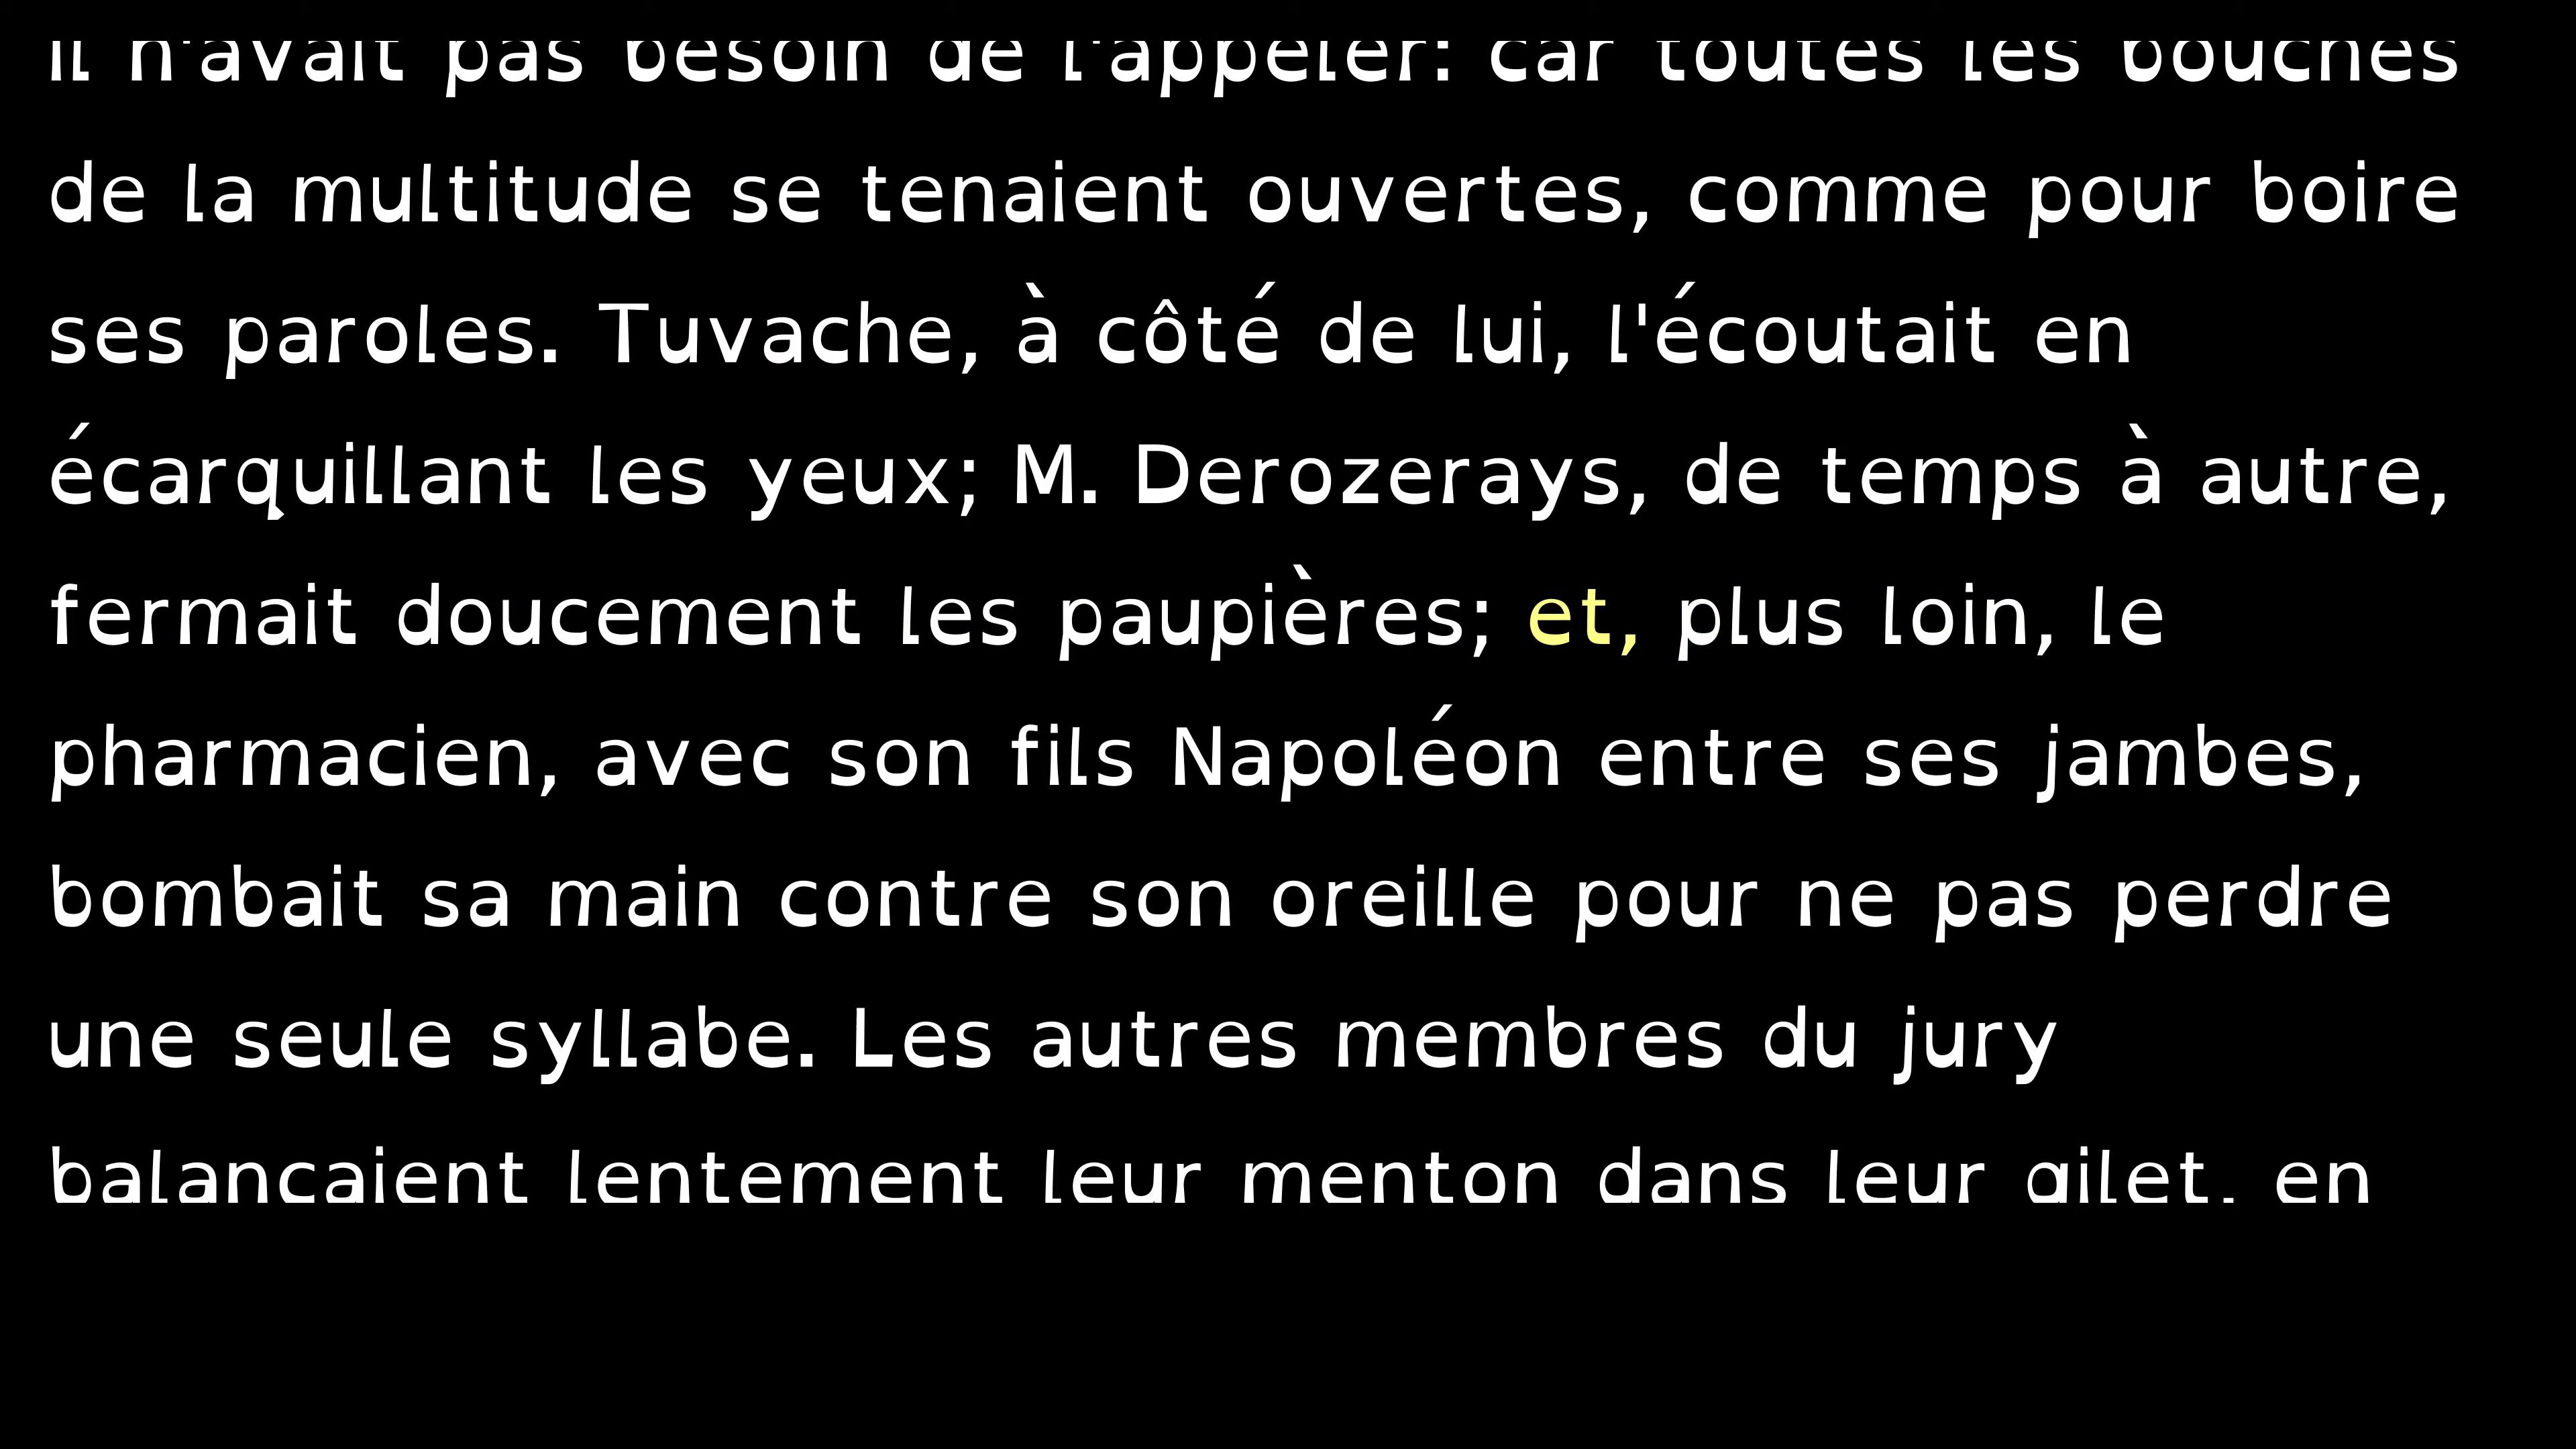 il n'avait pas besoin de l'appeler: car toutes les bouches
de la multitude se tenaient ouvertes, comme pour boire
ses paroles. Tuvache, à côté de lui, l'écoutait en
écarquillant les yeux; M. Derozerays, de temps à autre,
fermait doucement les paupières; et, plus loin, le
pharmacien, avec son fils Napoléon entre ses jambes,
bombait sa main contre son oreille pour ne pas perdre
une seule syllabe. Les autres membres du jury
balançaient lentement leur menton dans leur gilet, en